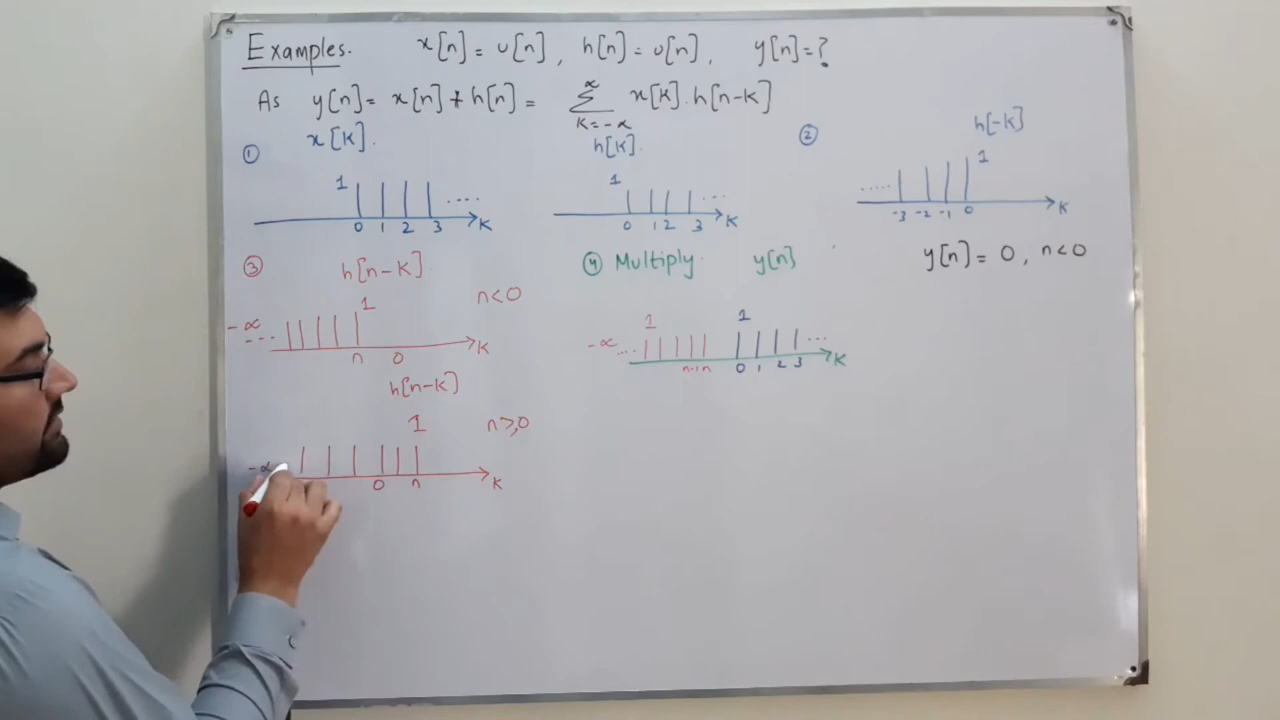 Examples. x[n] = u[n] , h[n] = u[n] , y[n] = ?
As y[n] = x[n] * h[n] = ∑ x[k] . h[n-k]
∝
k = -∝
① x[k] .
1
0 1 2 3 .... k
h[k] .
1
0 1 2 3 ... k
② h[-k]
..... 1
-3 -2 -1 0 k
③ h[n-k]
n<0
-∝ ... 1
n 0 k
④ Multiply y[n]
y[n] = 0 , n<0
-∝ .... 1 1 ...
n-1 n 0 1 2 3 k
h[n-k]
1 n>,0
-∝
0 n k